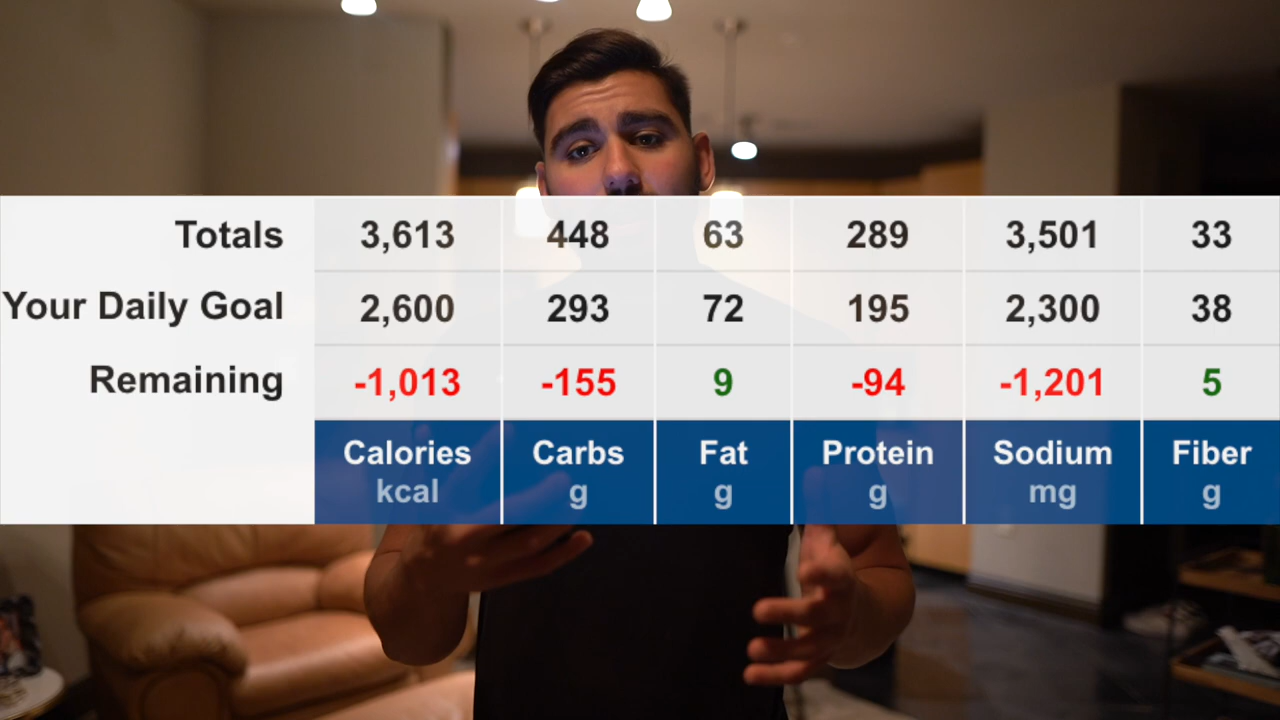 Totals 3,613 448 63 289 3,501 33
Your Daily Goal 2,600 293 72 195 2,300 38
Remaining -1,013 -155 9 -94 -1,201 5
Calories Carbs Fat Protein Sodium Fiber
kcal g g g mg g